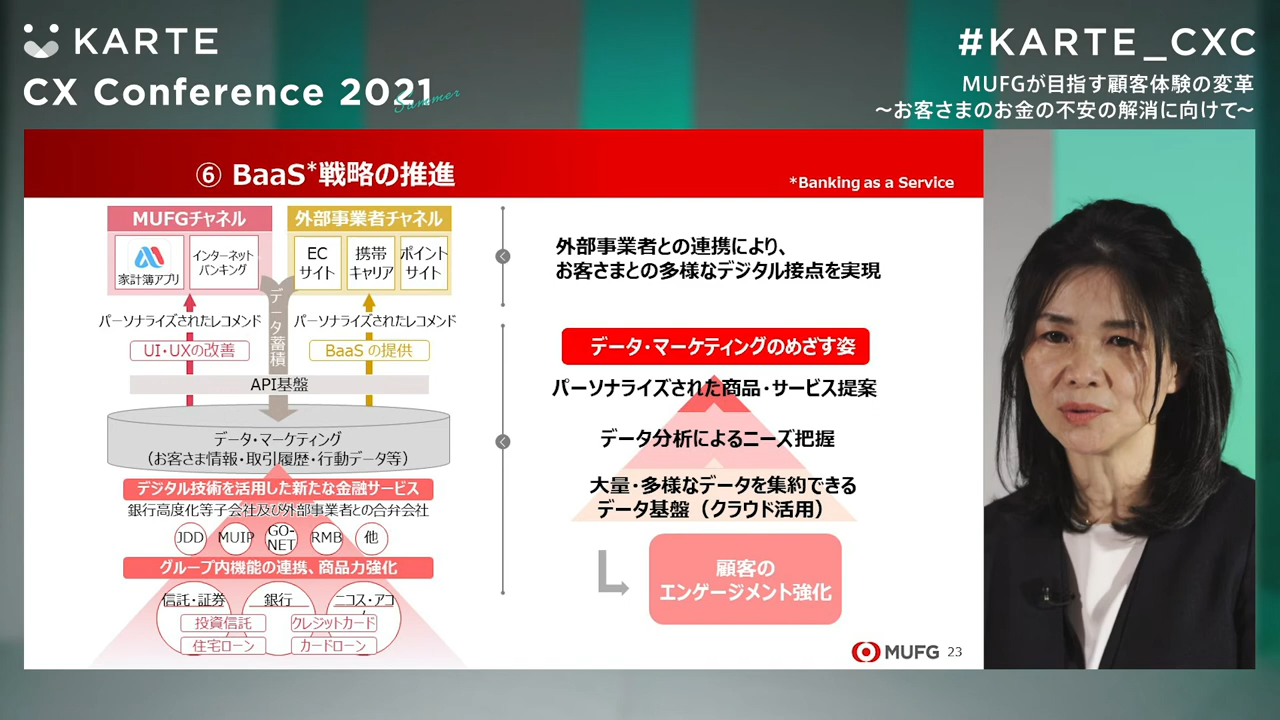 KARTE
CX Conference 2021
Summer
#KARTE_CXC
MUFGが目指す顧客体験の変革
～お客さまのお金の不安の解消に向けて～
⑥ BaaS*戦略の推進
*Banking as a Service
MUFGチャネル
外部事業者チャネル
家計簿アプリ
インターネット
バンキング
EC
サイト
携帯
キャリア
ポイント
サイト
データ蓄積
パーソナライズされたレコメンド
パーソナライズされたレコメンド
UI・UXの改善
BaaS の提供
API基盤
データ・マーケティング
（お客さま情報・取引履歴・行動データ等）
デジタル技術を活用した新たな金融サービス
銀行高度化等子会社及び外部事業者との合弁会社
JDD
MUIP
GO-
NET
RMB
他
グループ内機能の連携、商品力強化
信託・証券
銀行
ニコス・アコム
投資信託
クレジットカード
住宅ローン
カードローン
外部事業者との連携により、
お客さまとの多様なデジタル接点を実現
データ・マーケティングのめざす姿
パーソナライズされた商品・サービス提案
データ分析によるニーズ把握
大量・多様なデータを集約できる
データ基盤（クラウド活用）
顧客の
エンゲージメント強化
MUFG 23